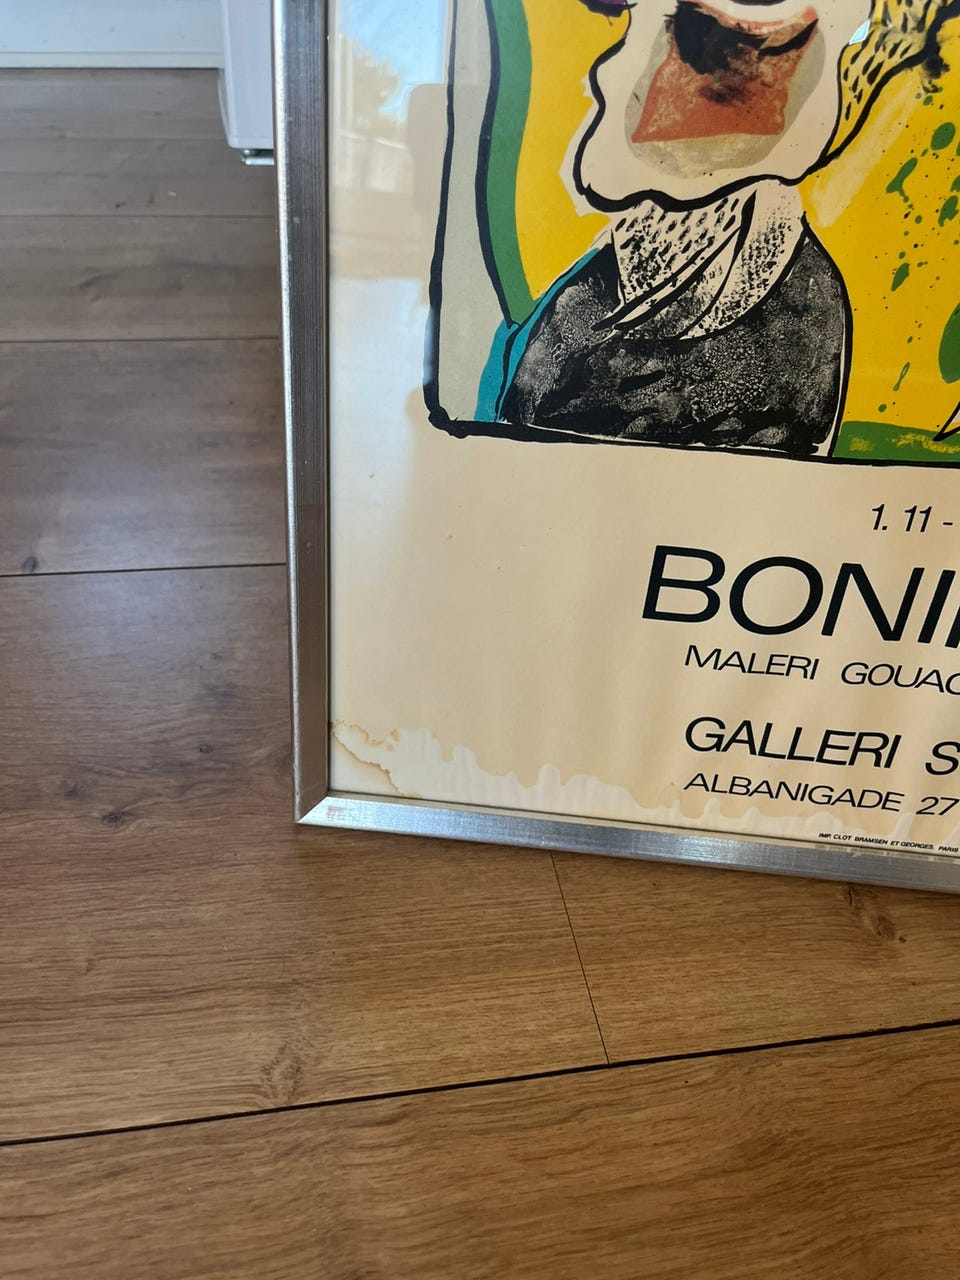 1. 11 -
BONI
MALERI GOUAC
GALLERI S
ALBANIGADE 27
IMP. CLOT BRAMSEN ET GEORGES. PARIS